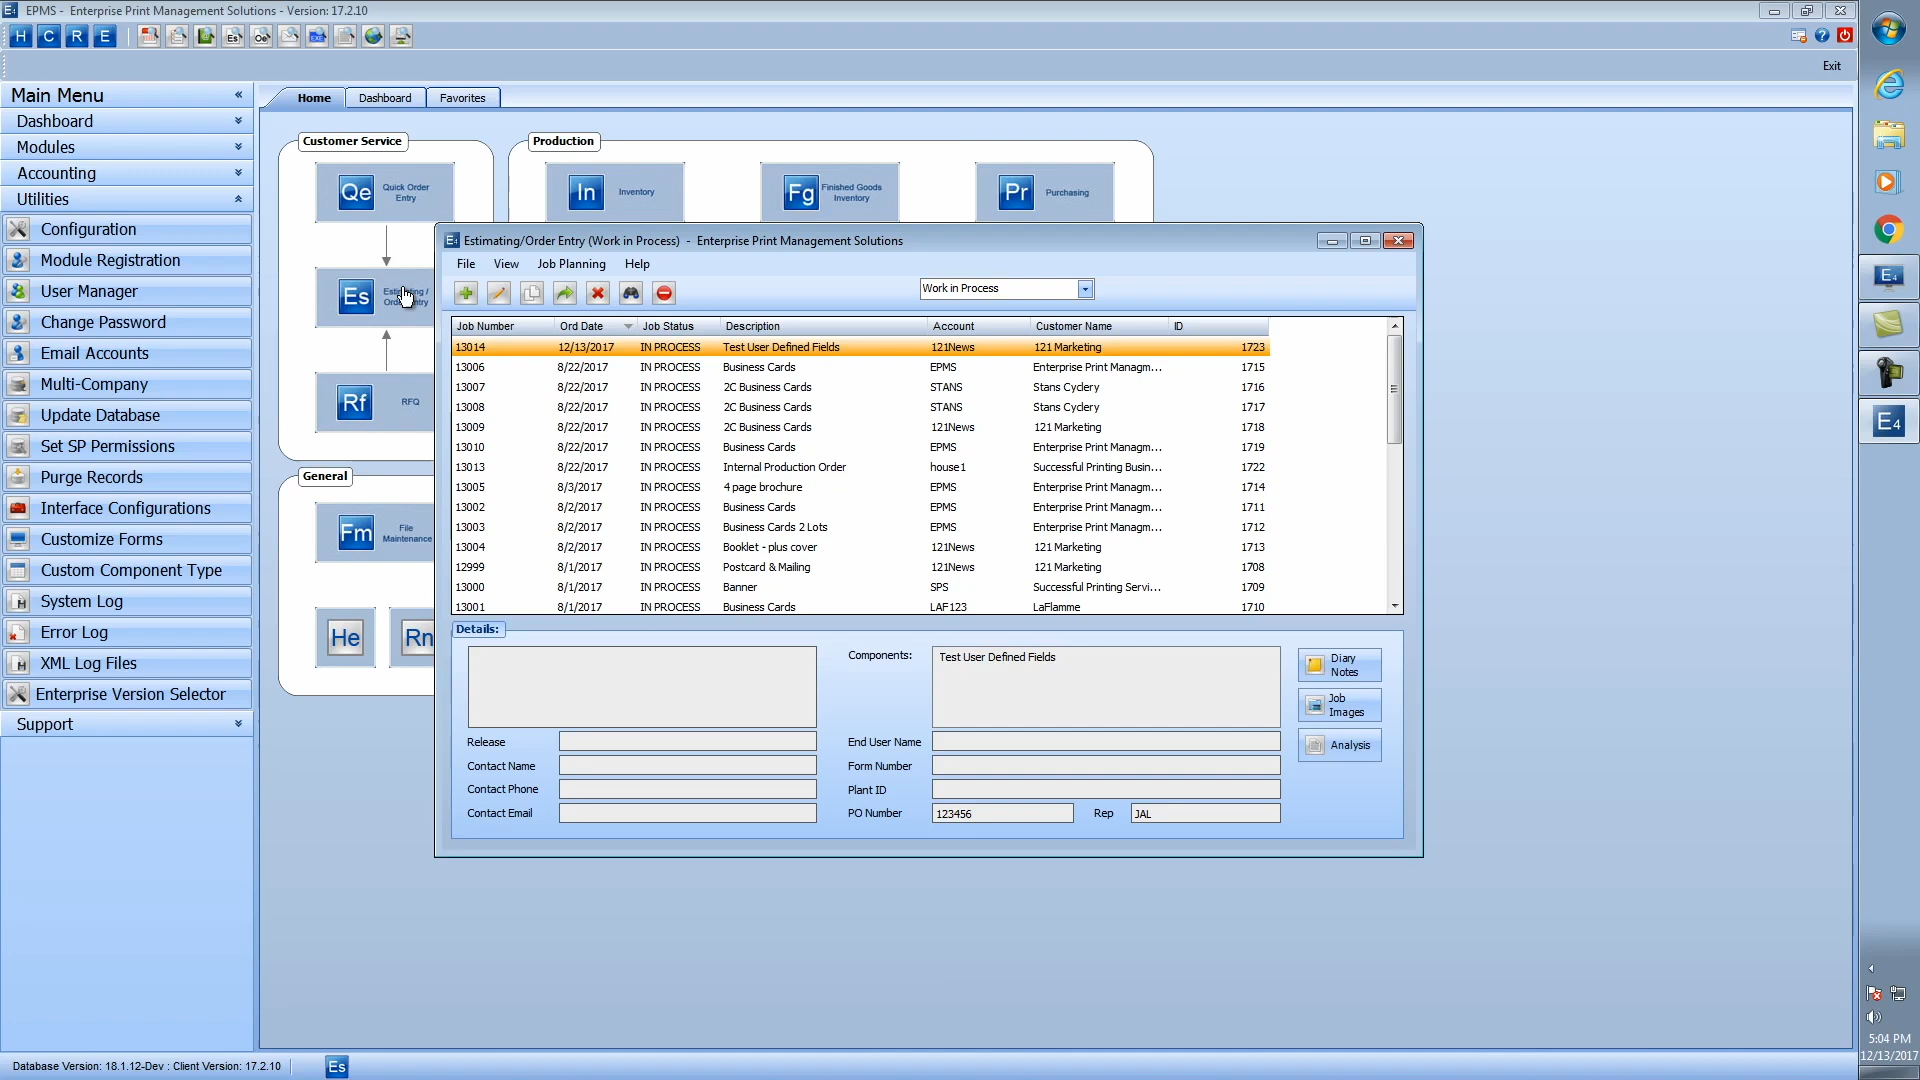 EPMS - Enterprise Print Management Solutions - Version: 17.2.10
H C R E
Es Oe EXE
Exit
Main Menu
Dashboard
Modules
Accounting
Utilities
Configuration
Module Registration
User Manager
Change Password
Email Accounts
Multi-Company
Update Database
Set SP Permissions
Purge Records
Interface Configurations
Customize Forms
Custom Component Type
System Log
Error Log
XML Log Files
Enterprise Version Selector
Support
Home Dashboard Favorites
Customer Service
Qe Quick Order
Entry
Es Estimating /
Order Entry
Rf RFQ
General
Fm File
Maintenance
He Rn
Production
In Inventory
Fg Finished Goods
Inventory
Pr Purchasing
E4 Estimating/Order Entry (Work in Process) - Enterprise Print Management Solutions
File View Job Planning Help
Work in Process
Job Number Ord Date Job Status Description Account Customer Name ID
13014 12/13/2017 IN PROCESS Test User Defined Fields 121News 121 Marketing 1723
13006 8/22/2017 IN PROCESS Business Cards EPMS Enterprise Print Managm... 1715
13007 8/22/2017 IN PROCESS 2C Business Cards STANS Stans Cyclery 1716
13008 8/22/2017 IN PROCESS 2C Business Cards STANS Stans Cyclery 1717
13009 8/22/2017 IN PROCESS 2C Business Cards 121News 121 Marketing 1718
13010 8/22/2017 IN PROCESS Business Cards EPMS Enterprise Print Managm... 1719
13013 8/22/2017 IN PROCESS Internal Production Order house1 Successful Printing Busin... 1722
13005 8/3/2017 IN PROCESS 4 page brochure EPMS Enterprise Print Managm... 1714
13002 8/2/2017 IN PROCESS Business Cards EPMS Enterprise Print Managm... 1711
13003 8/2/2017 IN PROCESS Business Cards 2 Lots EPMS Enterprise Print Managm... 1712
13004 8/2/2017 IN PROCESS Booklet - plus cover 121News 121 Marketing 1713
12999 8/1/2017 IN PROCESS Postcard & Mailing 121News 121 Marketing 1708
13000 8/1/2017 IN PROCESS Banner SPS Successful Printing Servi... 1709
13001 8/1/2017 IN PROCESS Business Cards LAF123 LaFlamme 1710
Details:
Components: Test User Defined Fields
Diary
Notes
Job
Images
Analysis
Release End User Name
Contact Name Form Number
Contact Phone Plant ID
Contact Email PO Number 123456 Rep JAL
Database Version: 18.1.12-Dev : Client Version: 17.2.10 Es
E4
E4
5:04 PM
12/13/2017